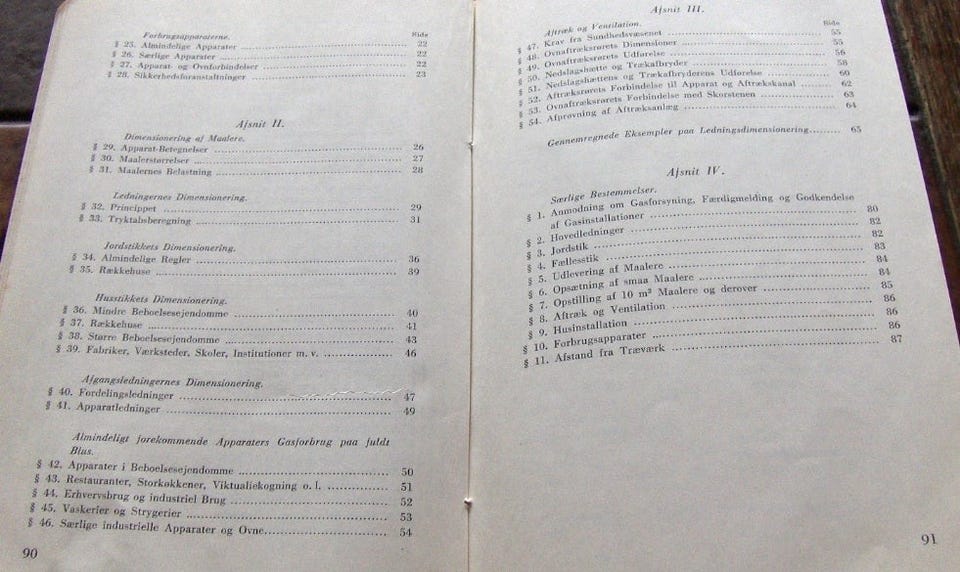 Forbrugsapparaterne. Side
§ 25. Almindelige Apparater 22
§ 26. Særlige Apparater 22
§ 27. Apparat- og Ovnforbindelser 22
§ 28. Sikkerhedsforanstaltninger 23
Afsnit II.
Dimensionering af Maalere.
§ 29. Apparat-Betegnelser 26
§ 30. Maalerstørrelser 27
§ 31. Maalernes Belastning 28
Ledningernes Dimensionering.
§ 32. Princippet 29
§ 33. Tryktabsberegning 31
Jordstikkets Dimensionering.
§ 34. Almindelige Regler 36
§ 35. Rækkehuse 39
Husstikkets Dimensionering.
§ 36. Mindre Beboelsesejendomme 40
§ 37. Rækkehuse 41
§ 38. Større Beboelsesejendomme 43
§ 39. Fabriker, Værksteder, Skoler, Institutioner m. v. 46
Afgangsledningernes Dimensionering.
§ 40. Fordelingsledninger 47
§ 41. Apparatledninger 49
Almindeligt forekommende Apparaters Gasforbrug paa fuldt
Blus.
§ 42. Apparater i Beboelsesejendomme 50
§ 43. Restauranter, Storkøkkener, Viktualiekogning o. l. 51
§ 44. Erhvervsbrug og industriel Brug 52
§ 45. Vaskerier og Strygerier 53
§ 46. Særlige industrielle Apparater og Ovne 54
90
Afsnit III.
Aftræk og Ventilation. Side
§ 47. Krav fra Sundhedsvæsenet 55
§ 48. Ovnaftræksrørets Dimensioner 55
§ 49. Ovnaftræksrørets Udførelse 56
§ 50. Nedslagshætte og Trækafbryder 58
§ 51. Nedslagshættens og Trækafbryderens Udførelse 60
§ 52. Aftræksrørets Forbindelse til Apparat og Aftrækskanal 62
§ 53. Ovnaftræksrørets Forbindelse med Skorstenen 63
§ 54. Afprøvning af Aftræksanlæg 64
Gennemregnede Eksempler paa Ledningsdimensionering 65
Afsnit IV.
Særlige Bestemmelser.
§ 1. Anmodning om Gasforsyning, Færdigmelding og Godkendelse
af Gasinstallationer 80
§ 2. Hovedledninger 82
§ 3. Jordstik 82
§ 4. Fællesstik 83
§ 5. Udlevering af Maalere 84
§ 6. Opsætning af smaa Maalere 84
§ 7. Opstilling af 10 m² Maalere og derover 85
§ 8. Aftræk og Ventilation 86
§ 9. Husinstallation 86
§ 10. Forbrugsapparater 86
§ 11. Afstand fra Træværk 87
91